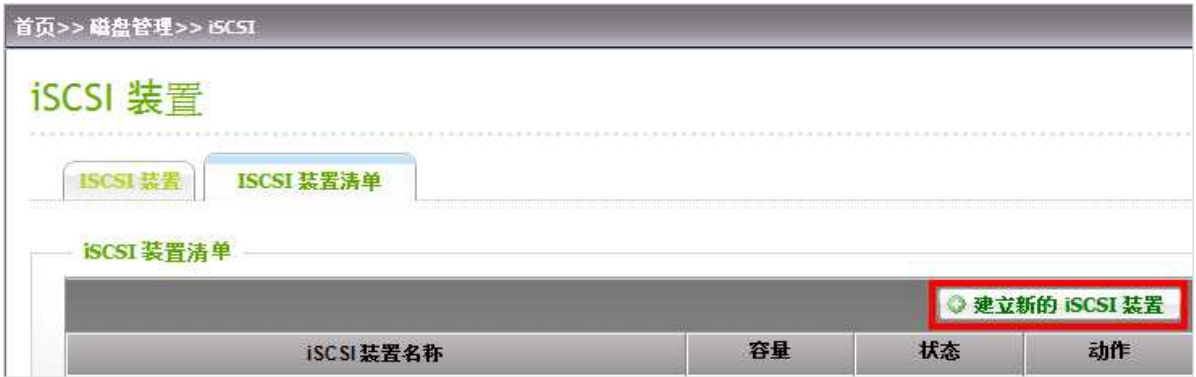 首页>> 磁盘管理>> iSCSI
iSCSI 装置
ISCSI 装置 ISCSI 装置清单
iSCSI 装置清单
建立新的 iSCSI 装置
iSCSI装置名称 容量 状态 动作